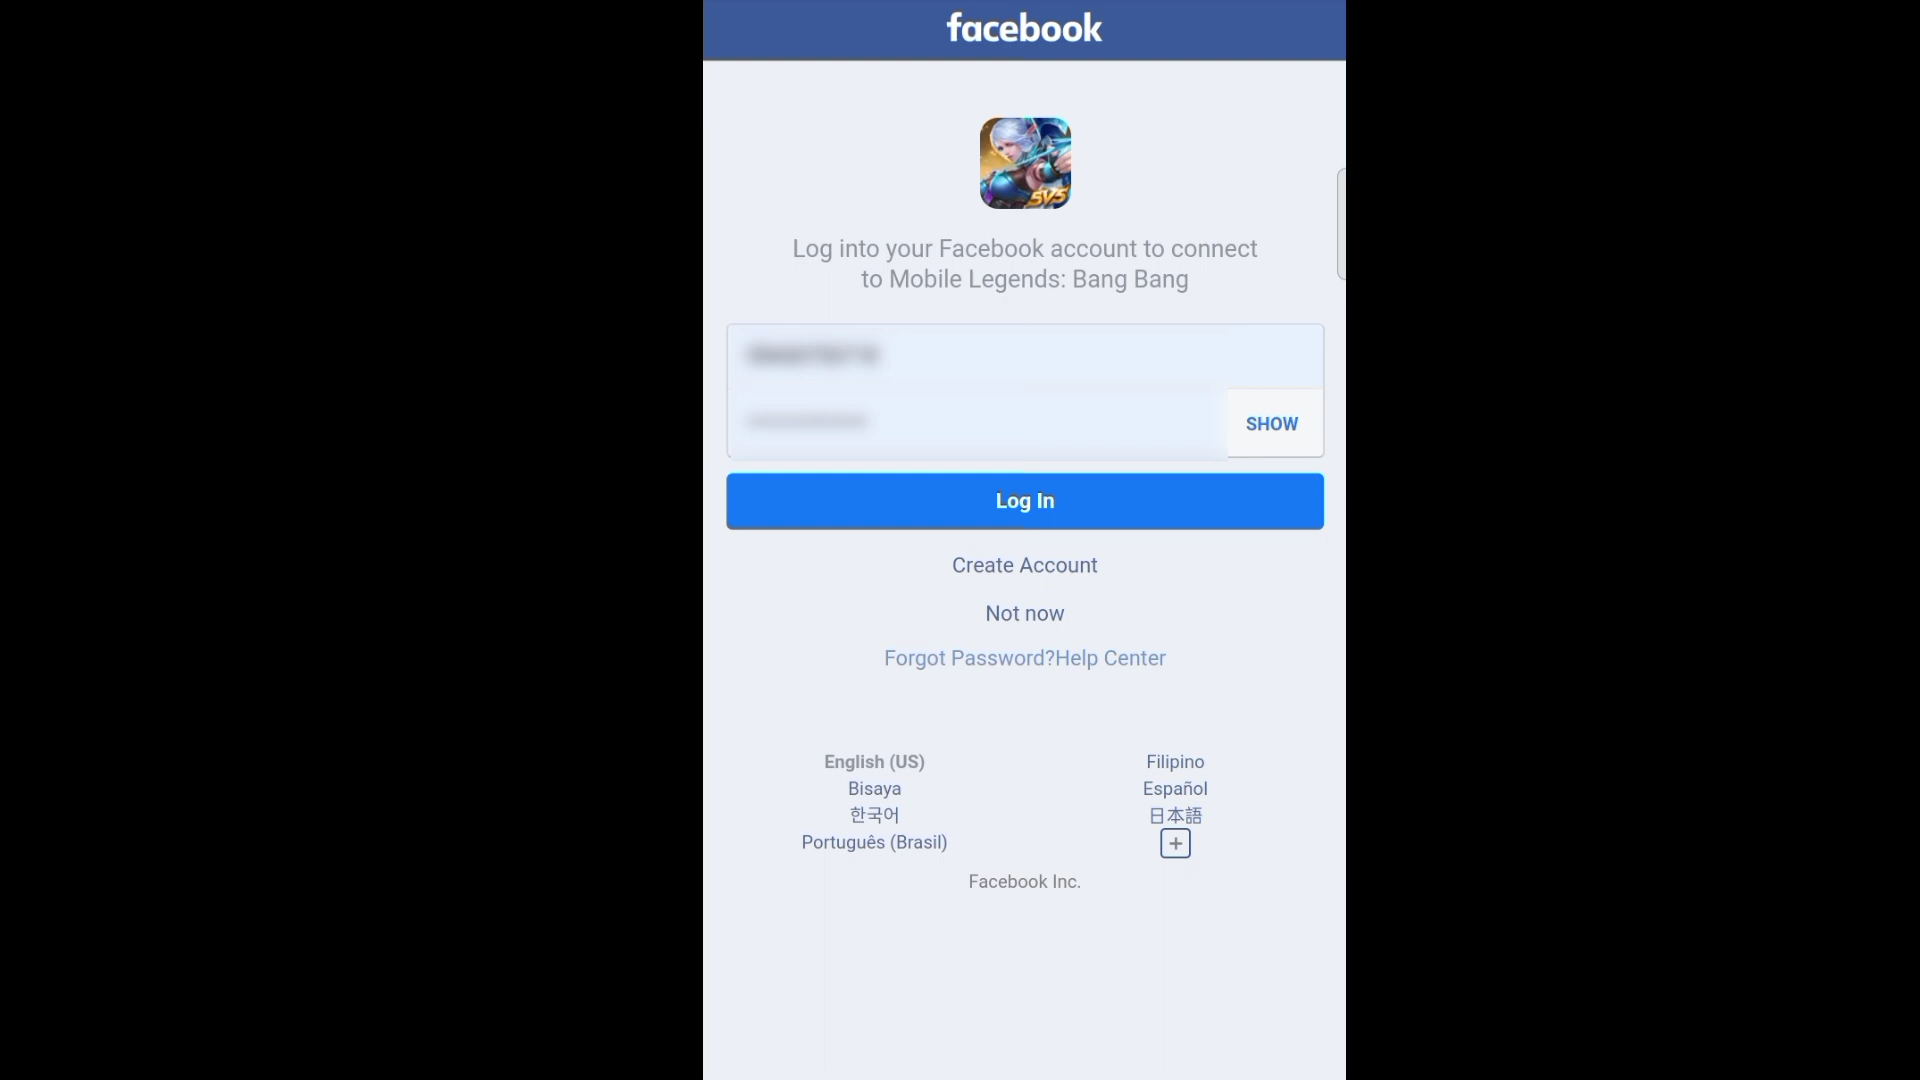 facebook
5V5
Log into your Facebook account to connect
to Mobile Legends: Bang Bang
SHOW
Log In
Create Account
Not now
Forgot Password?Help Center
English (US)
Filipino
Bisaya
Español
한국어
日本語
Português (Brasil)
+
Facebook Inc.